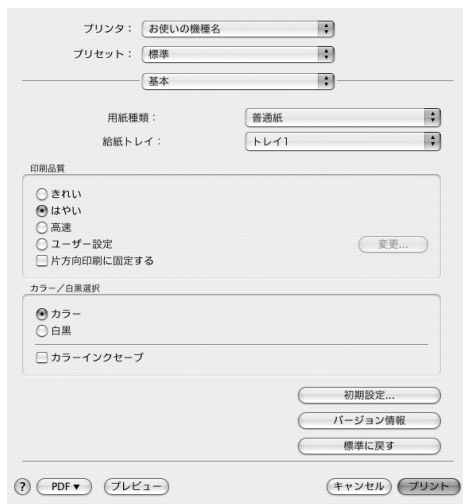 プリンタ： お使いの機種名
プリセット： 標準
基本
用紙種類： 普通紙
給紙トレイ： トレイ1
印刷品質
きれい
はやい
高速
ユーザー設定 変更...
片方向印刷に固定する
カラー／白黒選択
カラー
白黒
カラーインクセーブ
初期設定...
バージョン情報
標準に戻す
? PDF▼ プレビュー キャンセル プリント